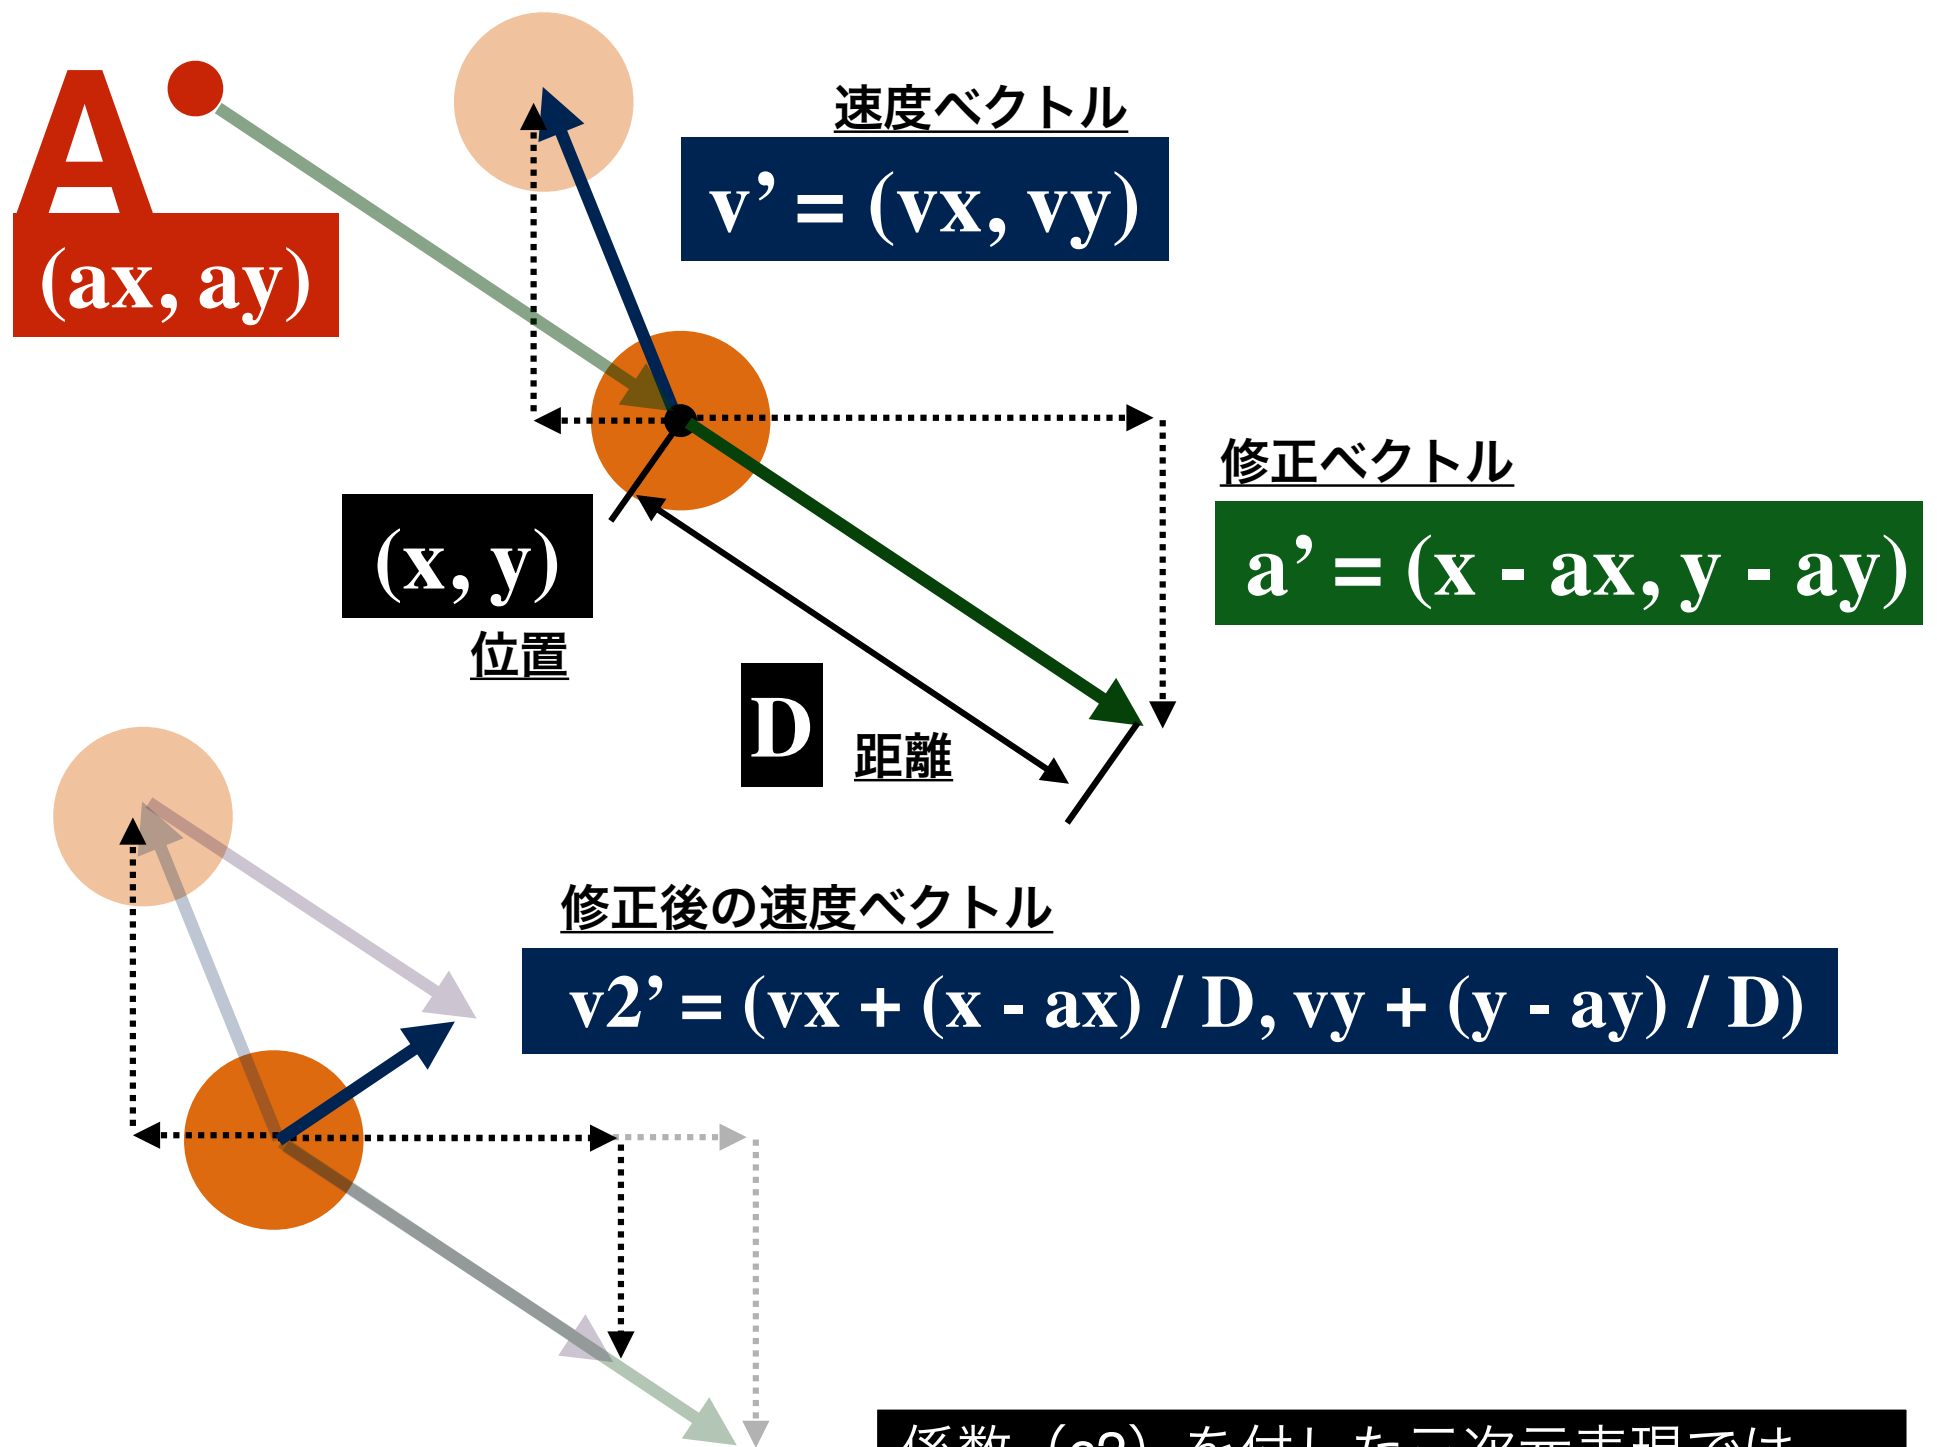 A
(ax, ay)
速度ベクトル
v’ = (vx, vy)
修正ベクトル
a’ = (x - ax, y - ay)
(x, y)
位置
D
距離
修正後の速度ベクトル
v2’ = (vx + (x - ax) / D, vy + (y - ay) / D)